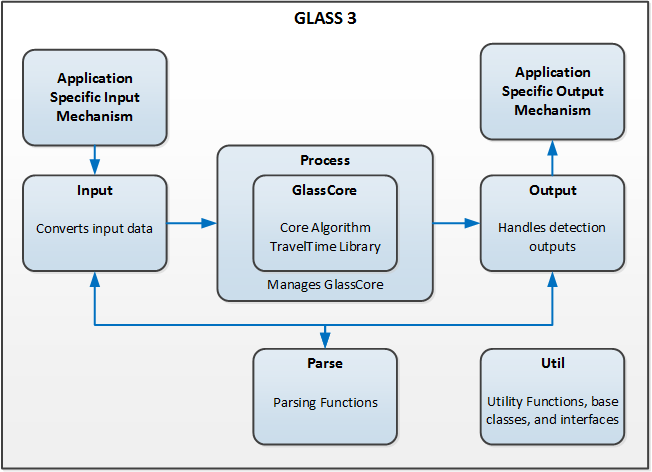 GLASS 3
Application
Specific Input
Mechanism
Application
Specific Output
Mechanism
Input
Converts input data
Process
GlassCore
Core Algorithm
TravelTime Library
Manages GlassCore
Output
Handles detection
outputs
Parse
Parsing Functions
Util
Utility Functions, base
classes, and interfaces